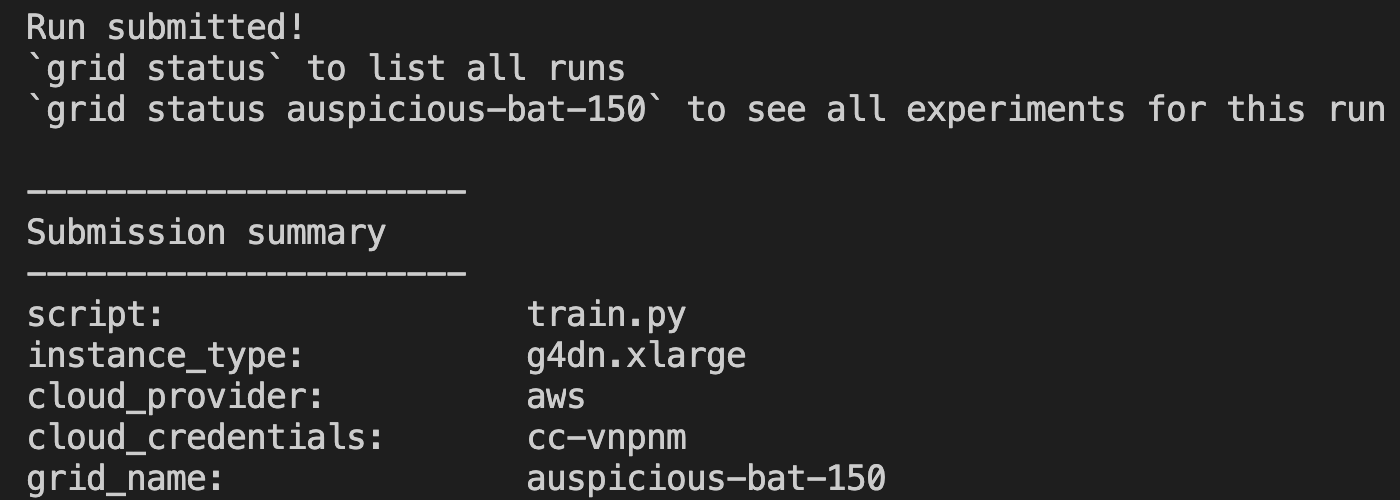 Run submitted!
`grid status` to list all runs
`grid status auspicious-bat-150` to see all experiments for this run
----------------------
Submission summary
----------------------
script: train.py
instance_type: g4dn.xlarge
cloud_provider: aws
cloud_credentials: cc-vnpnm
grid_name: auspicious-bat-150